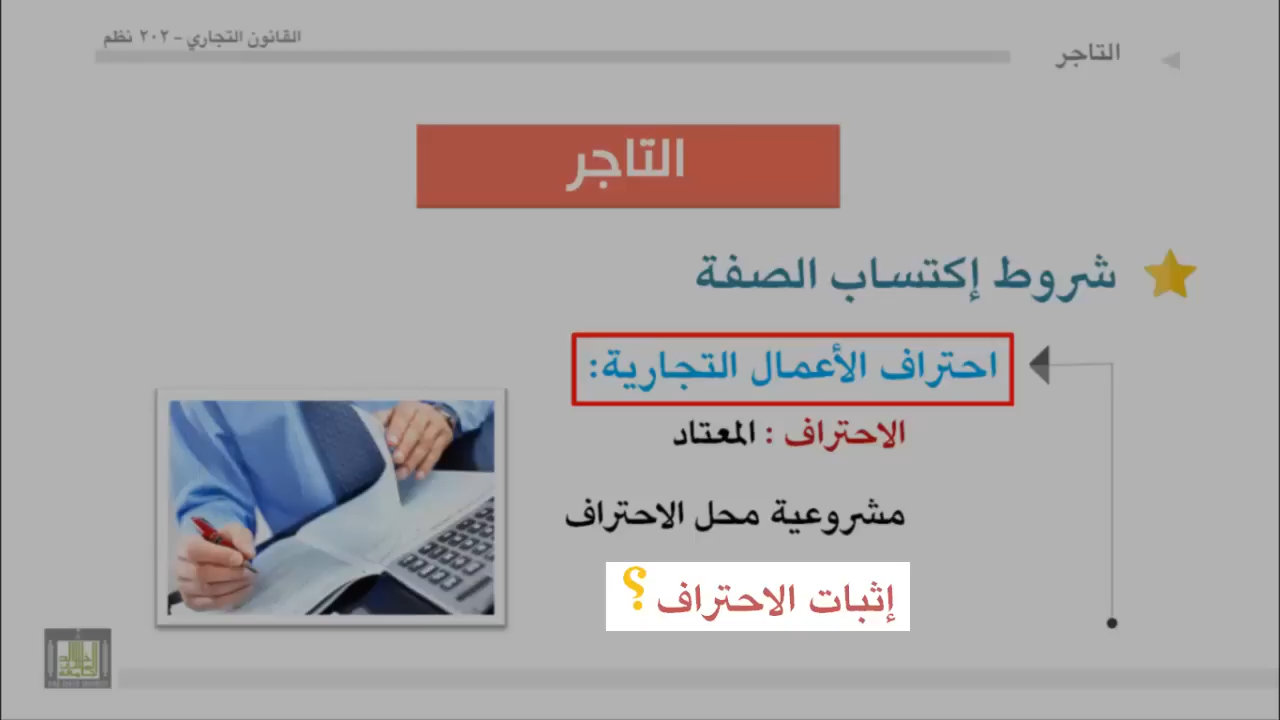 القانون التجاري - ٢٠٢ نظم
التاجر
التاجر
شروط إكتساب الصفة
احتراف الأعمال التجارية:
الاحتراف : المعتاد
مشروعية محل الاحتراف
إثبات الاحتراف ؟